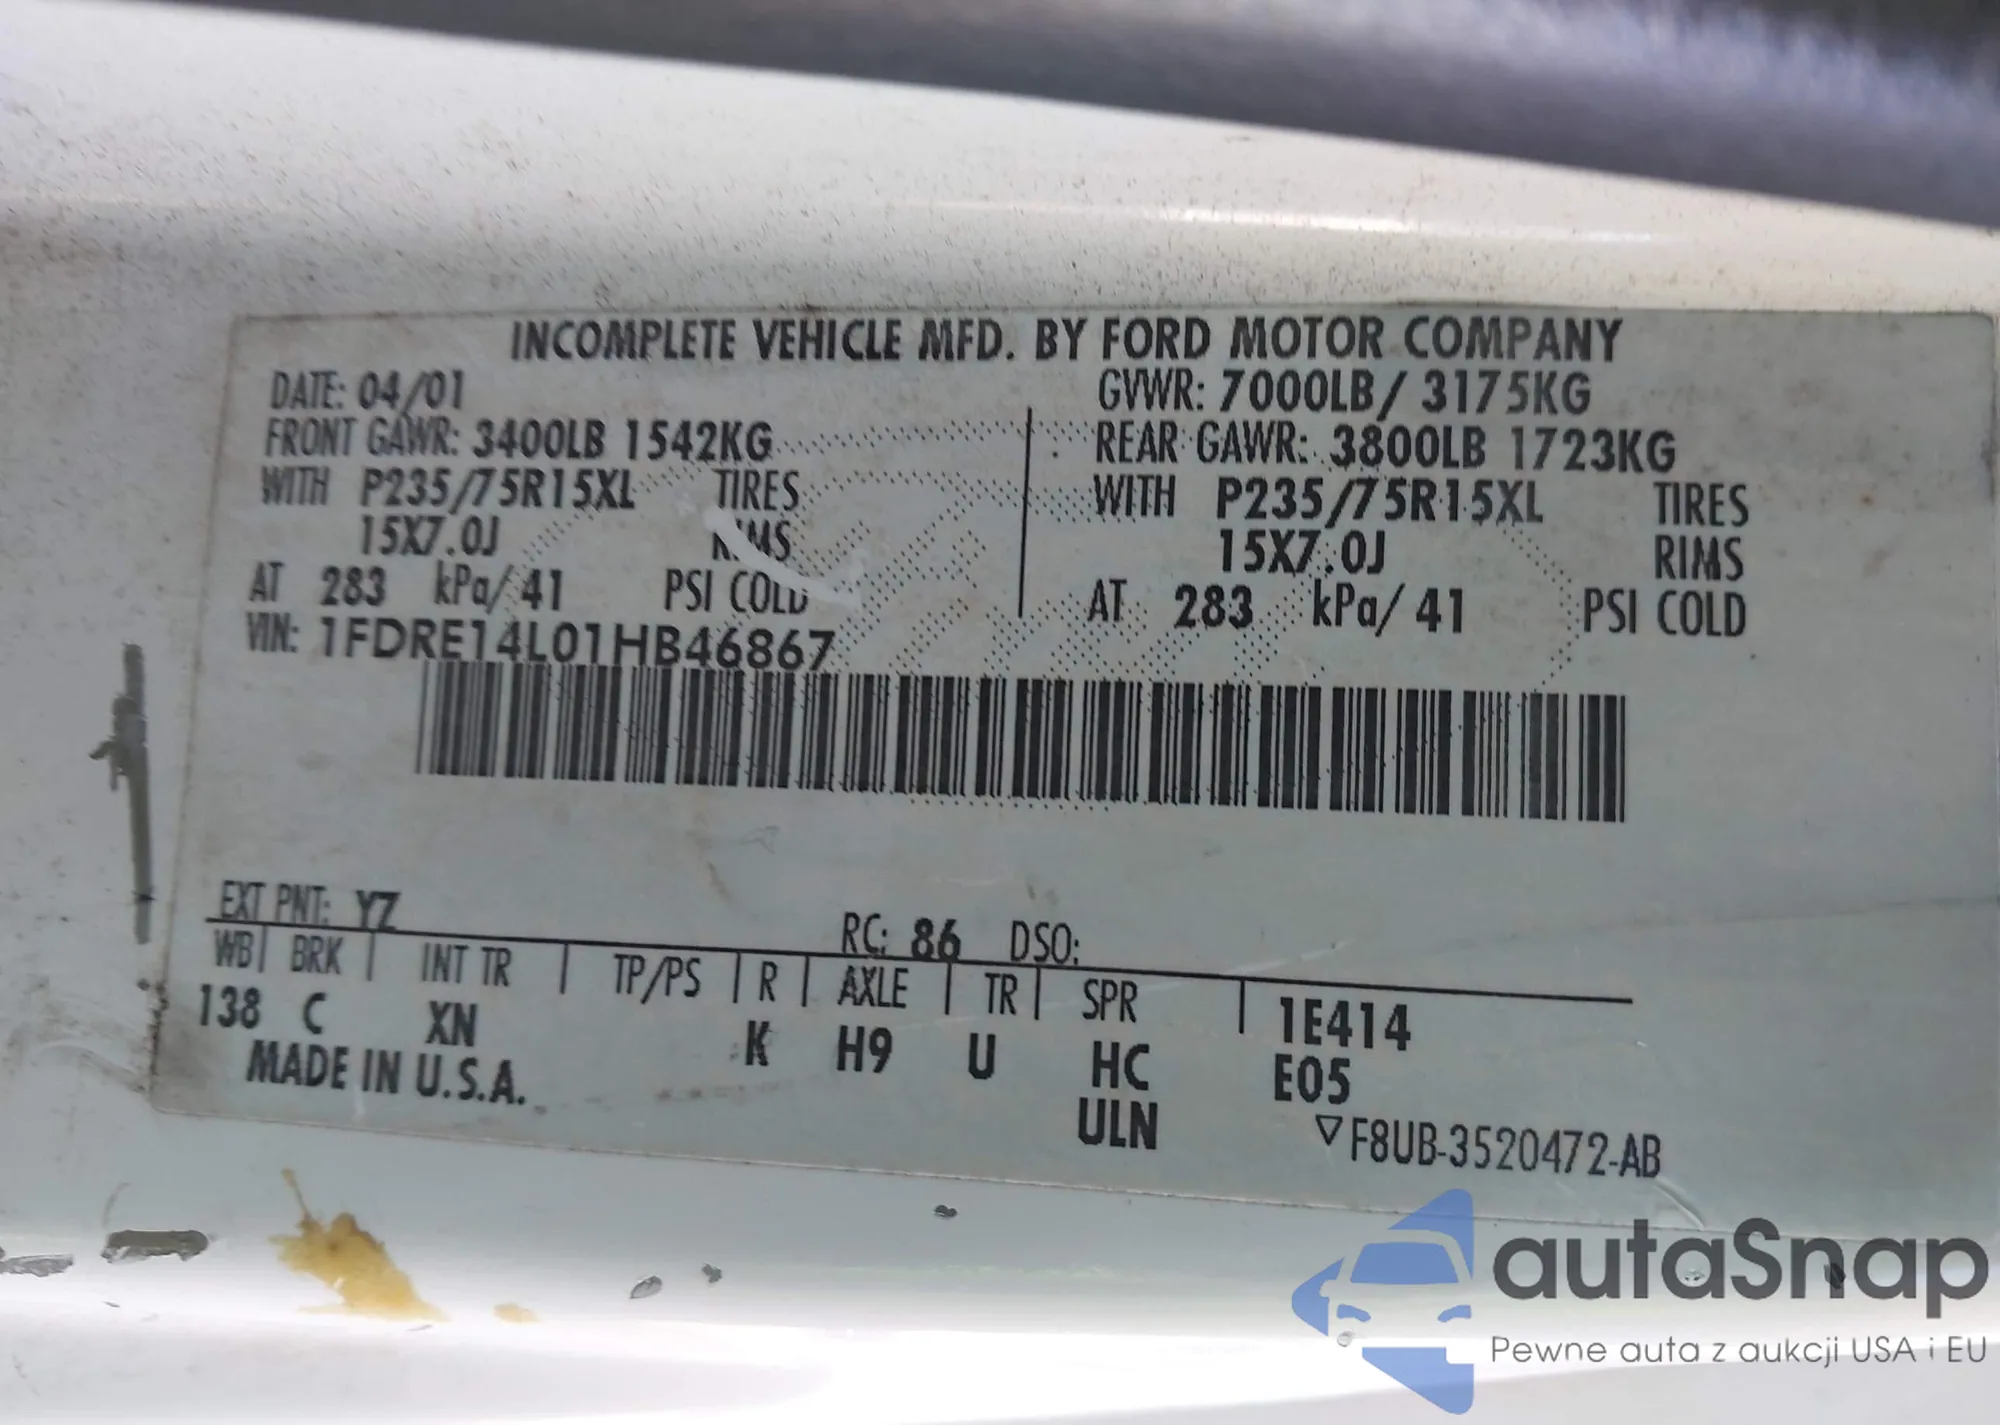 INCOMPLETE VEHICLE MFD. BY FORD MOTOR COMPANY
DATE: 04/01 GVWR: 7000LB/ 3175KG
FRONT GAWR: 3400LB 1542KG REAR GAWR: 3800LB 1723KG
WITH P235/75R15XL TIRES WITH P235/75R15XL TIRES
15X7.0J RIMS 15X7.0J RIMS
AT 283 kPa/ 41 PSI COLD AT 283 kPa/ 41 PSI COLD
VIN: 1FDRE14L01HB46867
EXT PNT: YZ RC: 86 DSO:
WB BRK INT TR TP/PS R AXLE TR SPR 1E414
138 C XN K H9 U HC E05
MADE IN U.S.A. ULN
▽F8UB-3520472-AB
autaSnap
Pewne auta z aukcji USA i EU